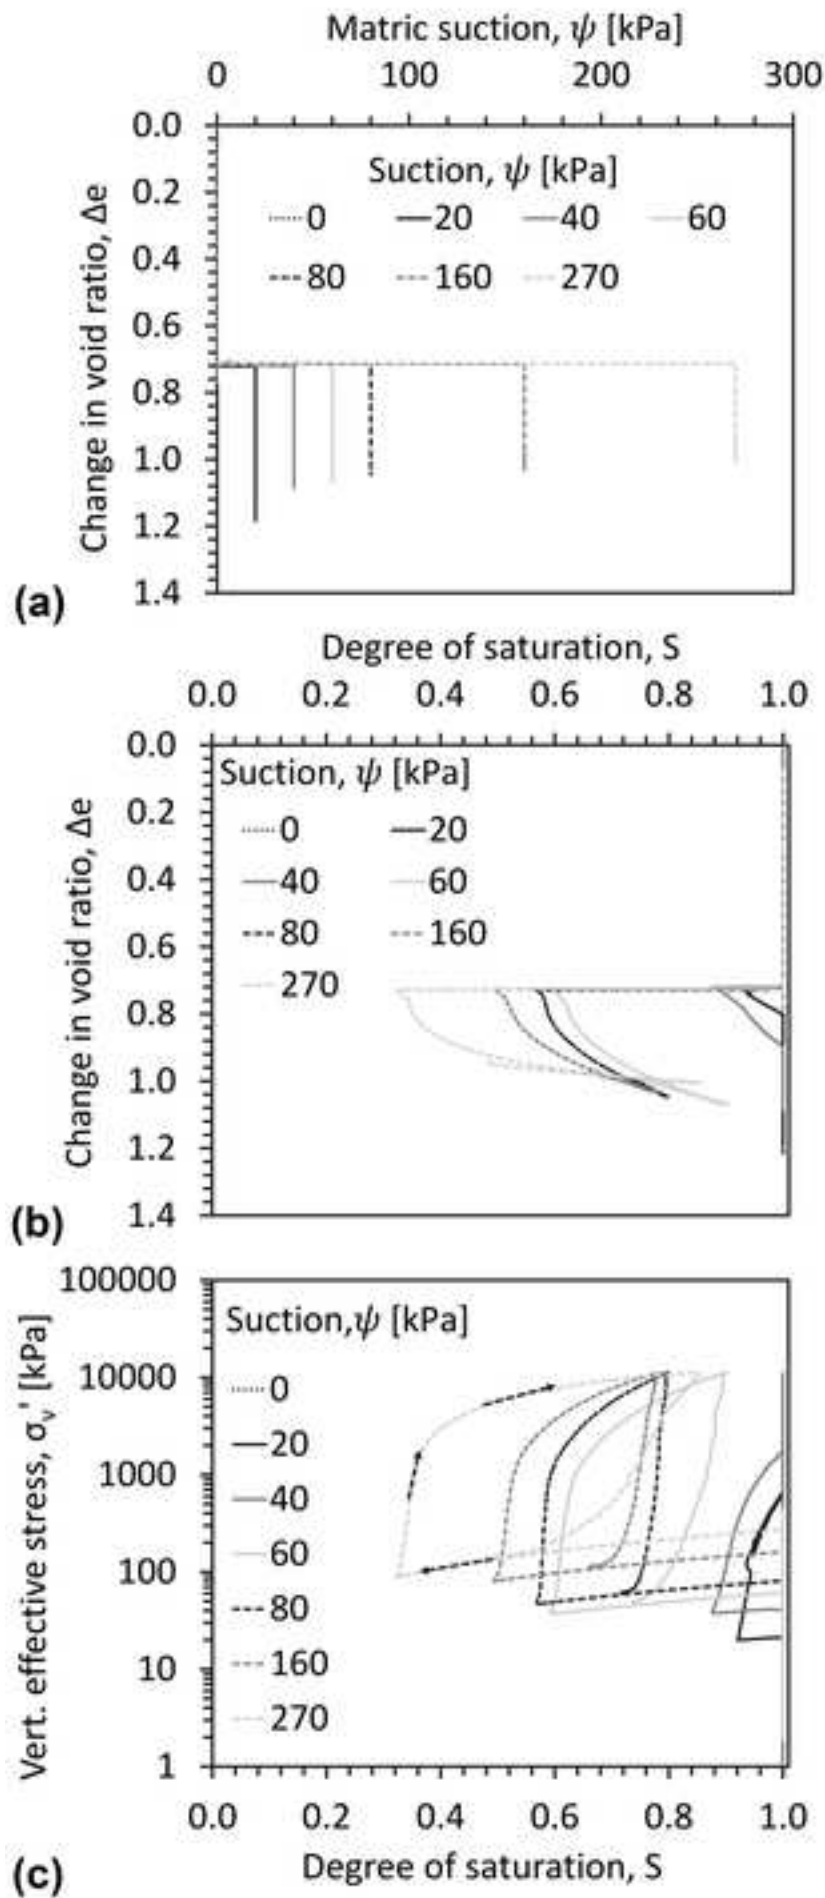 Matric suction, ψ [kPa]
0 100 200 300
Change in void ratio, Δe
0.0
0.2
0.4
0.6
0.8
1.0
1.2
1.4
Suction, ψ [kPa]
0 20 40 60
80 160 270
(a)
Degree of saturation, S
0.0 0.2 0.4 0.6 0.8 1.0
Change in void ratio, Δe
0.0
0.2
0.4
0.6
0.8
1.0
1.2
1.4
Suction, ψ [kPa]
0 20
40 60
80 160
270
(b)
Vert. effective stress, σv' [kPa]
100000
10000
1000
100
10
1
Suction,ψ [kPa]
0
20
40
60
80
160
270
0.0 0.2 0.4 0.6 0.8 1.0
Degree of saturation, S
(c)